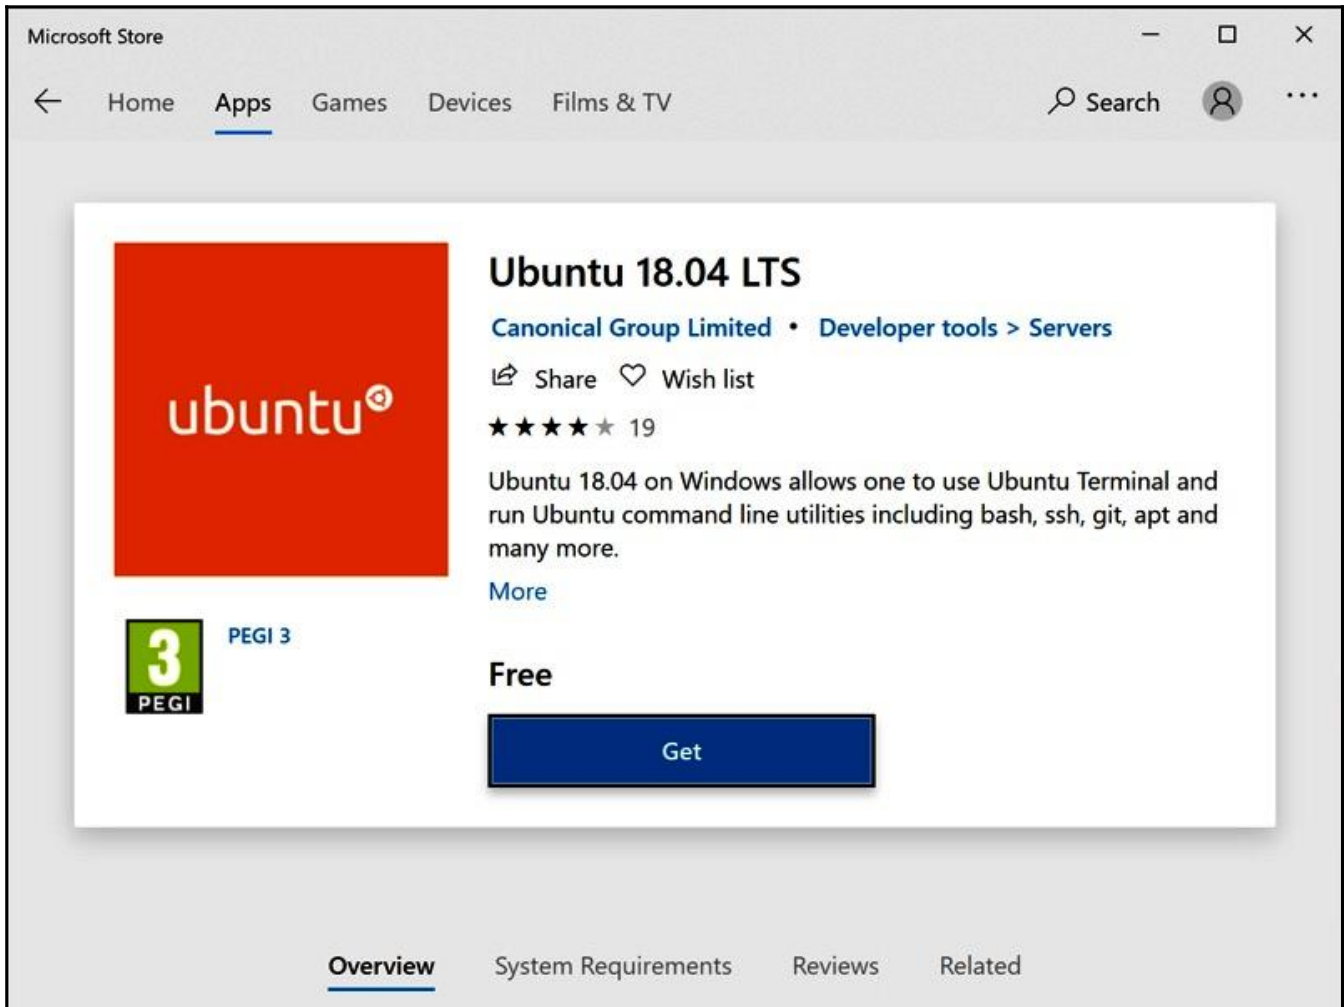 Microsoft Store
Home Apps Games Devices Films & TV Search
ubuntu
Ubuntu 18.04 LTS
Canonical Group Limited • Developer tools > Servers
Share Wish list
19
Ubuntu 18.04 on Windows allows one to use Ubuntu Terminal and
run Ubuntu command line utilities including bash, ssh, git, apt and
many more.
More
3
PEGI
PEGI 3
Free
Get
Overview System Requirements Reviews Related